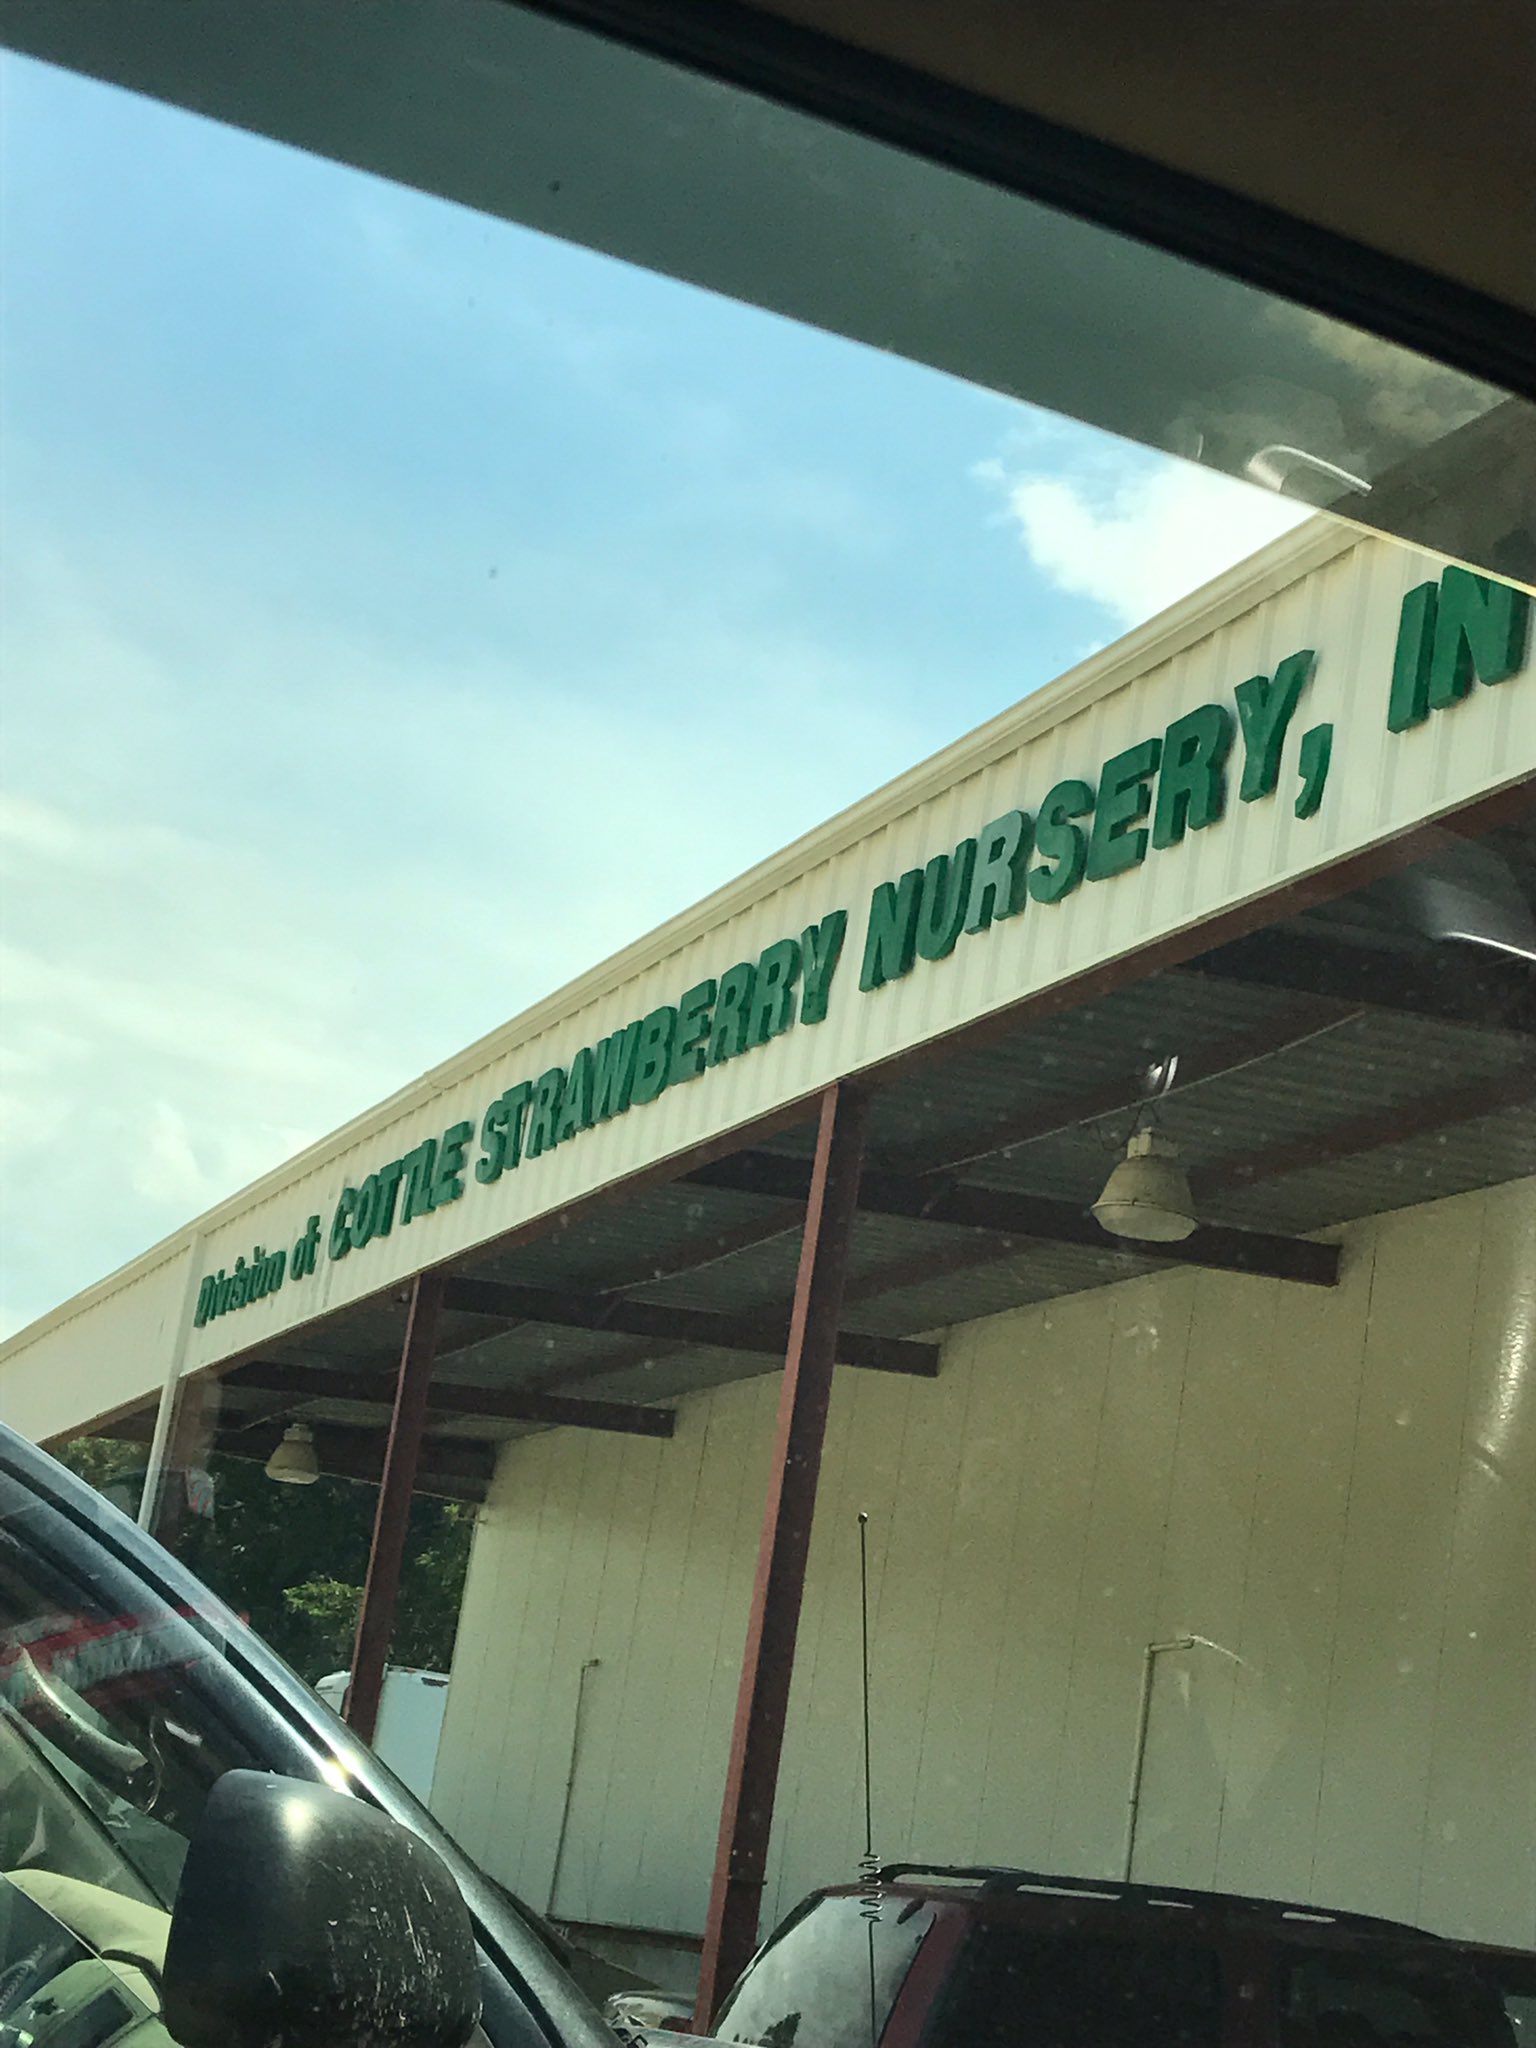 Division of COTTLE STRAWBERRY NURSERY, IN